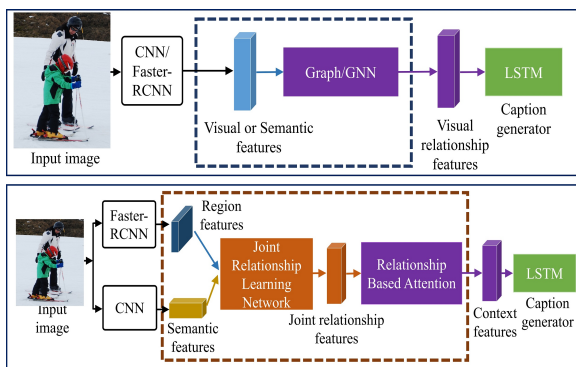 CNN/
Faster-
RCNN
Graph/GNN
LSTM
Input image
Visual or Semantic
features
Visual
relationship
features
Caption
generator
Faster-
RCNN
Region
features
CNN
Input
image
Semantic
features
Joint
Relationship
Learning
Network
Joint relationship
features
Relationship
Based Attention
Context
features
LSTM
Caption
generator